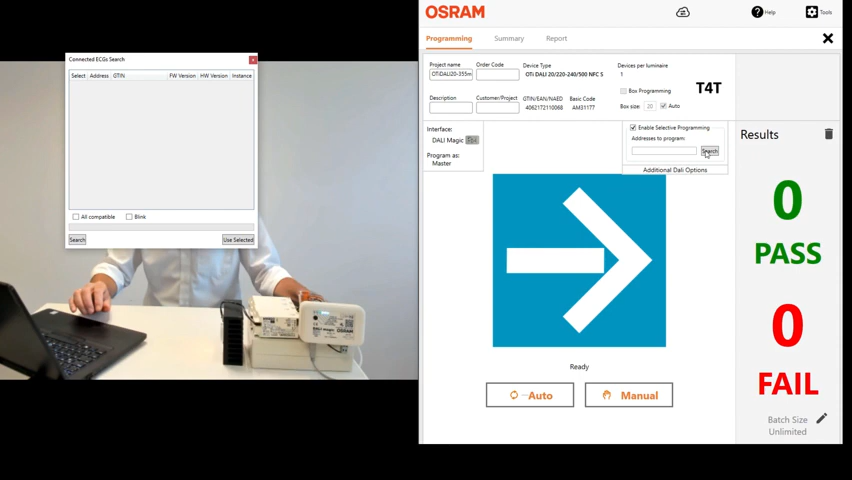 Connected ECGs Search
Select Address GTIN FW Version HW Version Instance
All compatible Blink
Search Use Selected
DALI magic OSRAM
OSRAM
Help
Tools
Programming Summary Report
Project name
OTiDALI20-355m
Order Code
Device Type
OTi DALI 20/220-240/500 NFC S
Devices per luminaire
1
Box Programming
T4T
Description
Customer/Project
GTIN/EAN/NAED
4062172110068
Basic Code
AM31177
Box size: 20 Auto
Interface:
DALI Magic
Program as:
Master
Enable Selective Programming
Addresses to program:
Search
Additional Dali Options
Ready
Auto
Manual
Results
0
PASS
0
FAIL
Batch Size
Unlimited